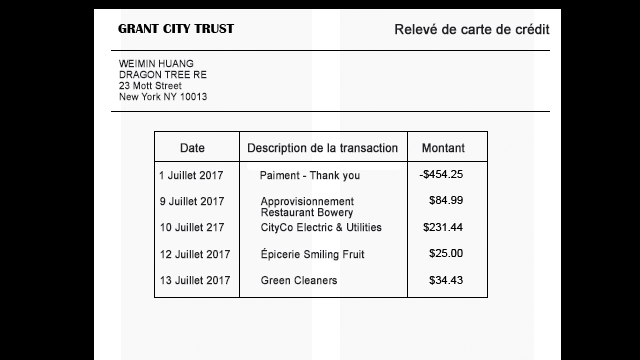 GRANT CITY TRUST
Relevé de carte de crédit
WEIMIN HUANG
DRAGON TREE RE
23 Mott Street
New York NY 10013
Date Description de la transaction Montant
1 Juillet 2017 Paiment - Thank you -$454.25
9 Juillet 2017 Approvisionnement $84.99
Restaurant Bowery
10 Juillet 217 CityCo Electric & Utilities $231.44
12 Juillet 2017 Épicerie Smiling Fruit $25.00
13 Juillet 2017 Green Cleaners $34.43